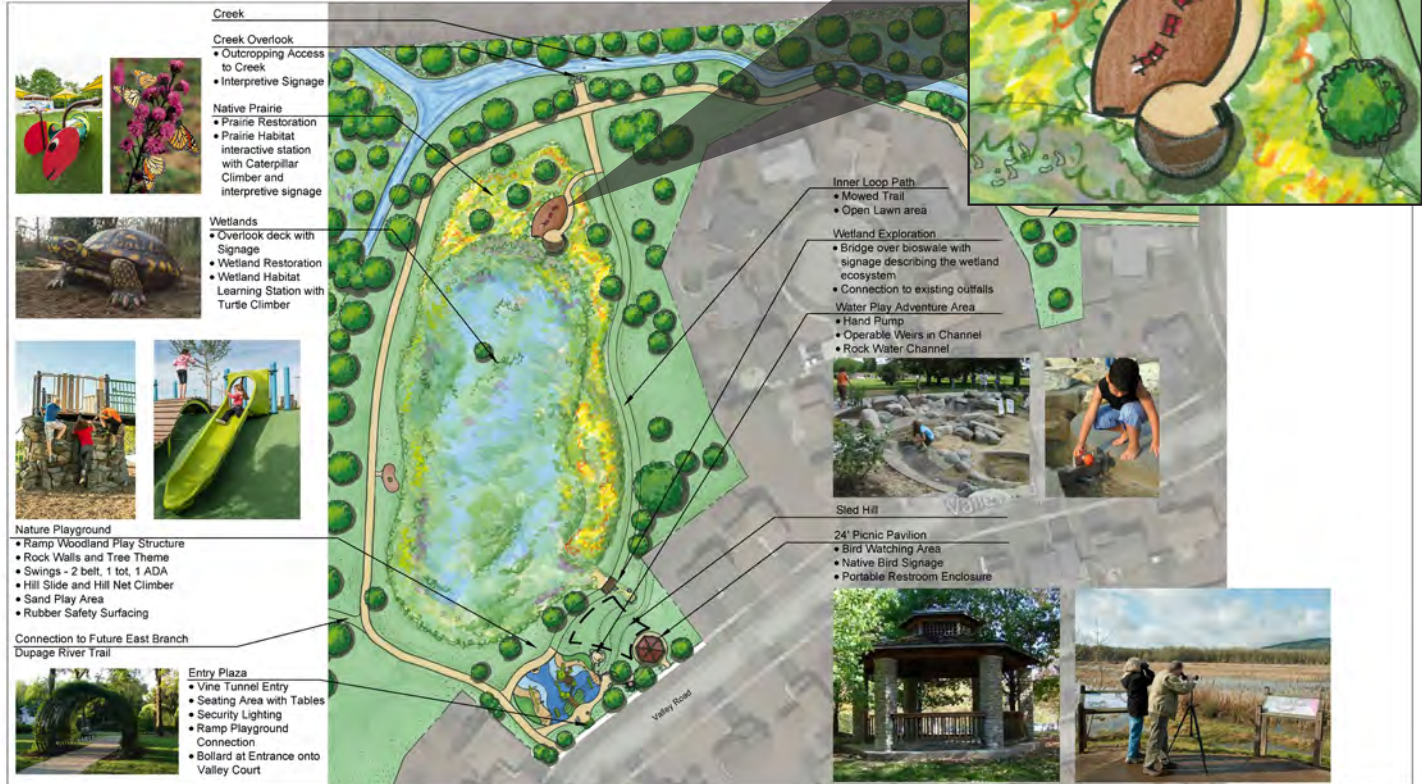 Creek
Creek Overlook
• Outcropping Access
to Creek
• Interpretive Signage
Native Prairie
• Prairie Restoration
• Prairie Habitat
interactive station
with Caterpillar
Climber and
interpretive signage
Wetlands
• Overlook deck with
Signage
• Wetland Restoration
• Wetland Habitat
Learning Station with
Turtle Climber
Nature Playground
• Ramp Woodland Play Structure
• Rock Walls and Tree Theme
• Swings - 2 belt, 1 tot, 1 ADA
• Hill Slide and Hill Net Climber
• Sand Play Area
• Rubber Safety Surfacing
Connection to Future East Branch
Dupage River Trail
Entry Plaza
• Vine Tunnel Entry
• Seating Area with Tables
• Security Lighting
• Ramp Playground
Connection
• Bollard at Entrance onto
Valley Court
Inner Loop Path
• Mowed Trail
• Open Lawn area
Wetland Exploration
• Bridge over bioswale with
signage describing the wetland
ecosystem
• Connection to existing outfalls
Water Play Adventure Area
• Hand Pump
• Operable Weirs in Channel
• Rock Water Channel
Sled Hill
24' Picnic Pavilion
• Bird Watching Area
• Native Bird Signage
• Portable Restroom Enclosure
Valley Road